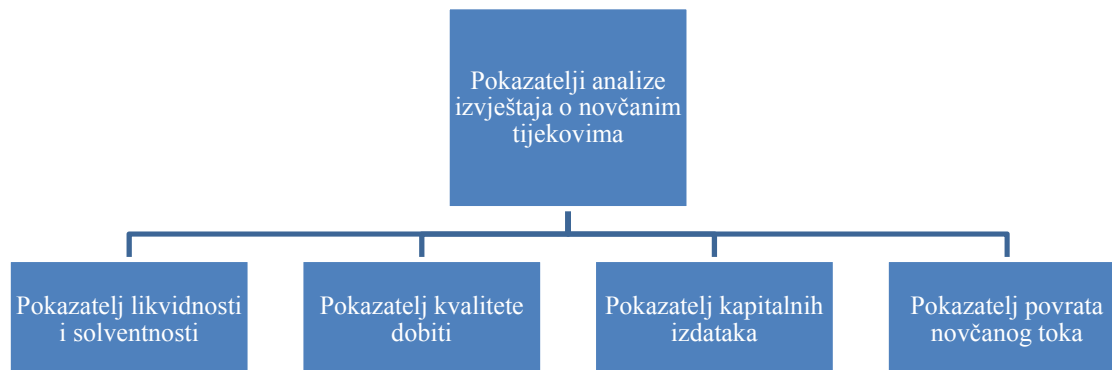 Pokazatelji analize
izvještaja o novčanim
tijekovima
Pokazatelj likvidnosti
i solventnosti
Pokazatelj kvalitete
dobiti
Pokazatelj kapitalnih
izdataka
Pokazatelj povrata
novčanog toka